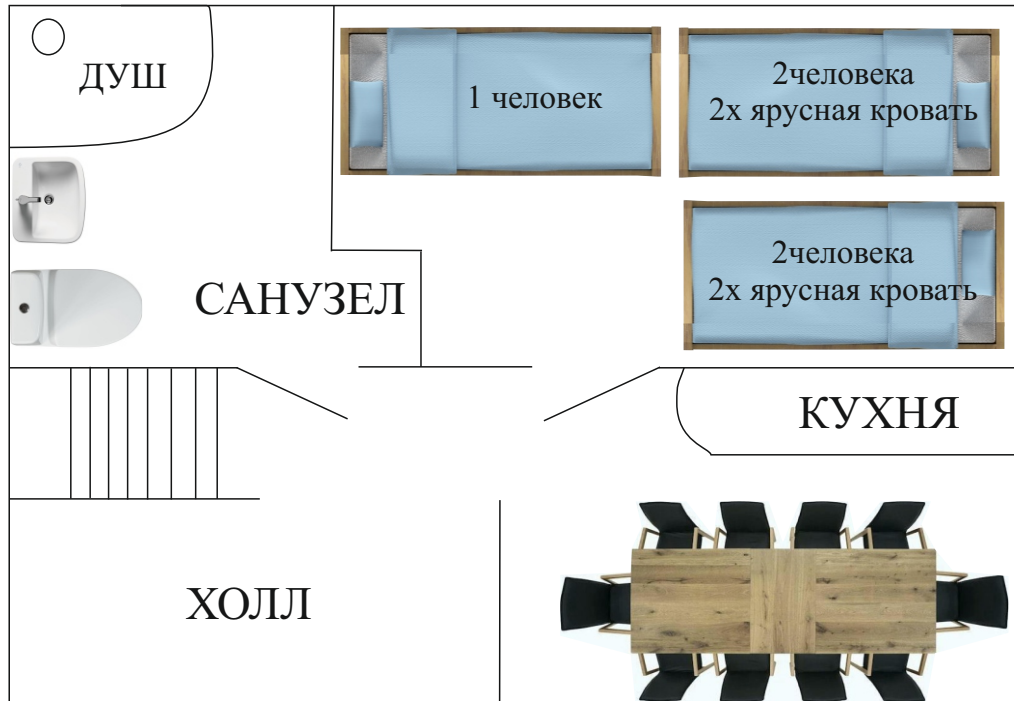 ДУШ
1 человек
2человека
2х ярусная кровать
2человека
2х ярусная кровать
САНУЗЕЛ
КУХНЯ
ХОЛЛ